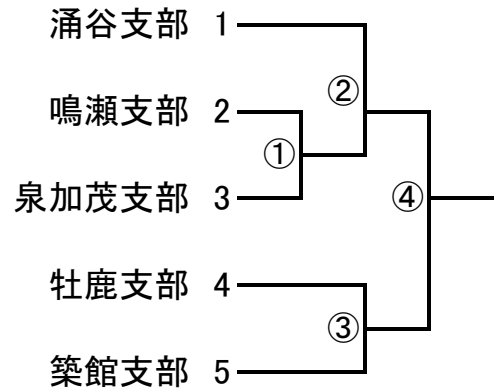 涌谷支部 1
②
鳴瀬支部 2
①
泉加茂支部 3
④
牡鹿支部 4
③
築館支部 5